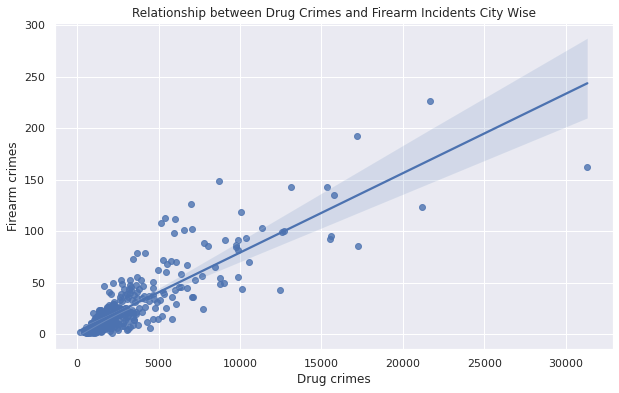 Relationship between Drug Crimes and Firearm Incidents City Wise
300
250
200
150
100
50
0
Firearm crimes
0 5000 10000 15000 20000 25000 30000
Drug crimes